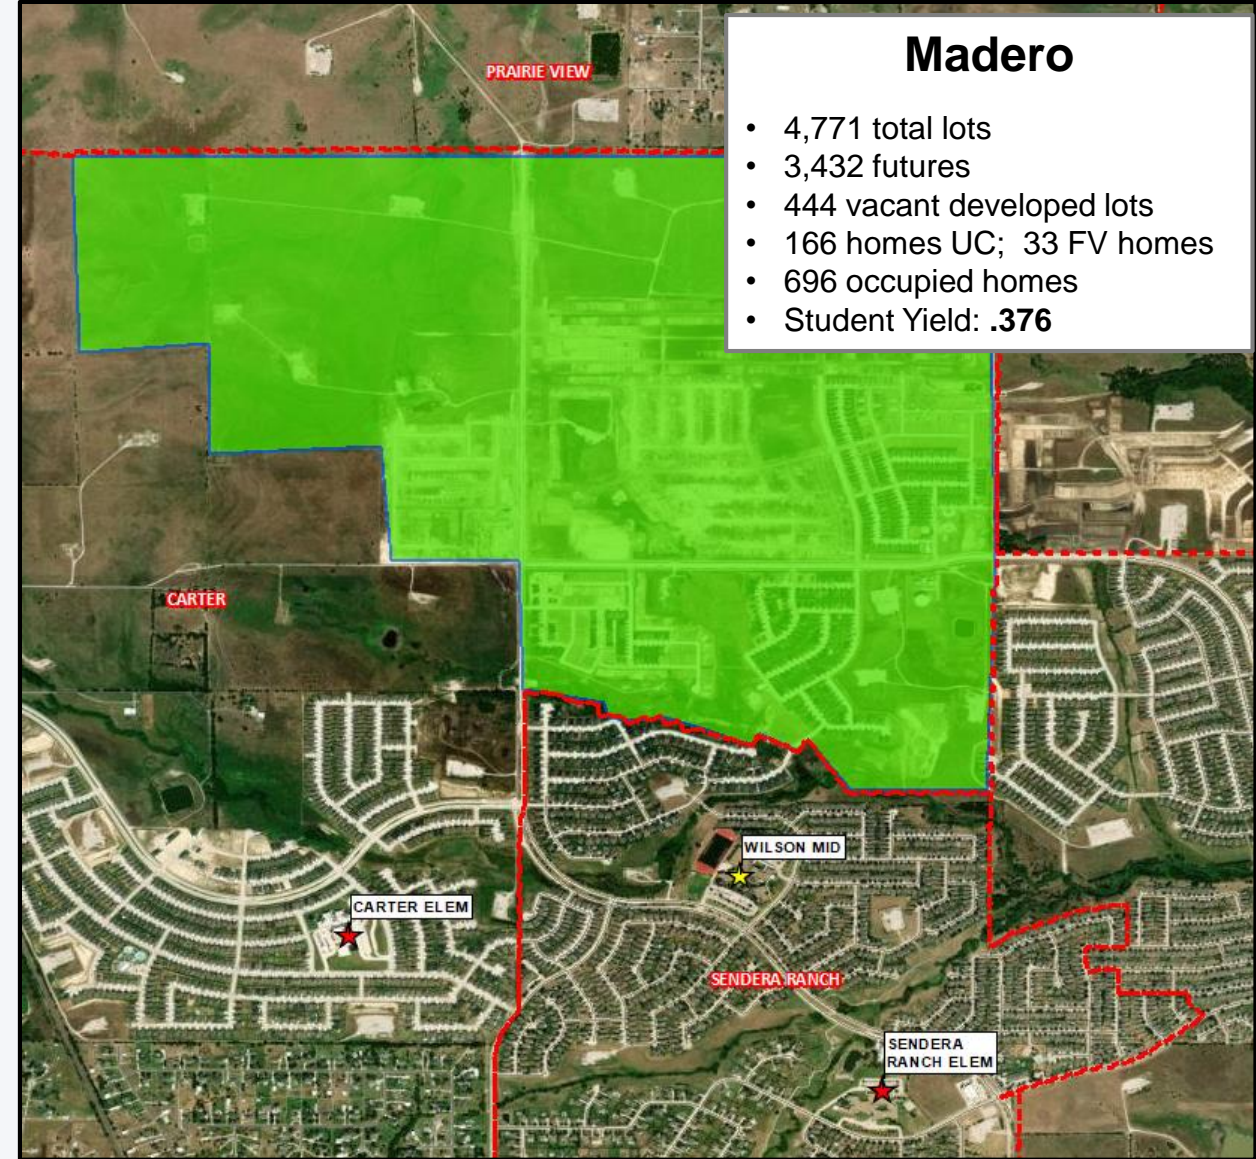 Madero
• 4,771 total lots
• 3,432 futures
• 444 vacant developed lots
• 166 homes UC; 33 FV homes
• 696 occupied homes
• Student Yield: .376
PRAIRIE VIEW
CARTER
WILSON MID
CARTER ELEM
SENDERA RANCH
SENDERA
RANCH ELEM